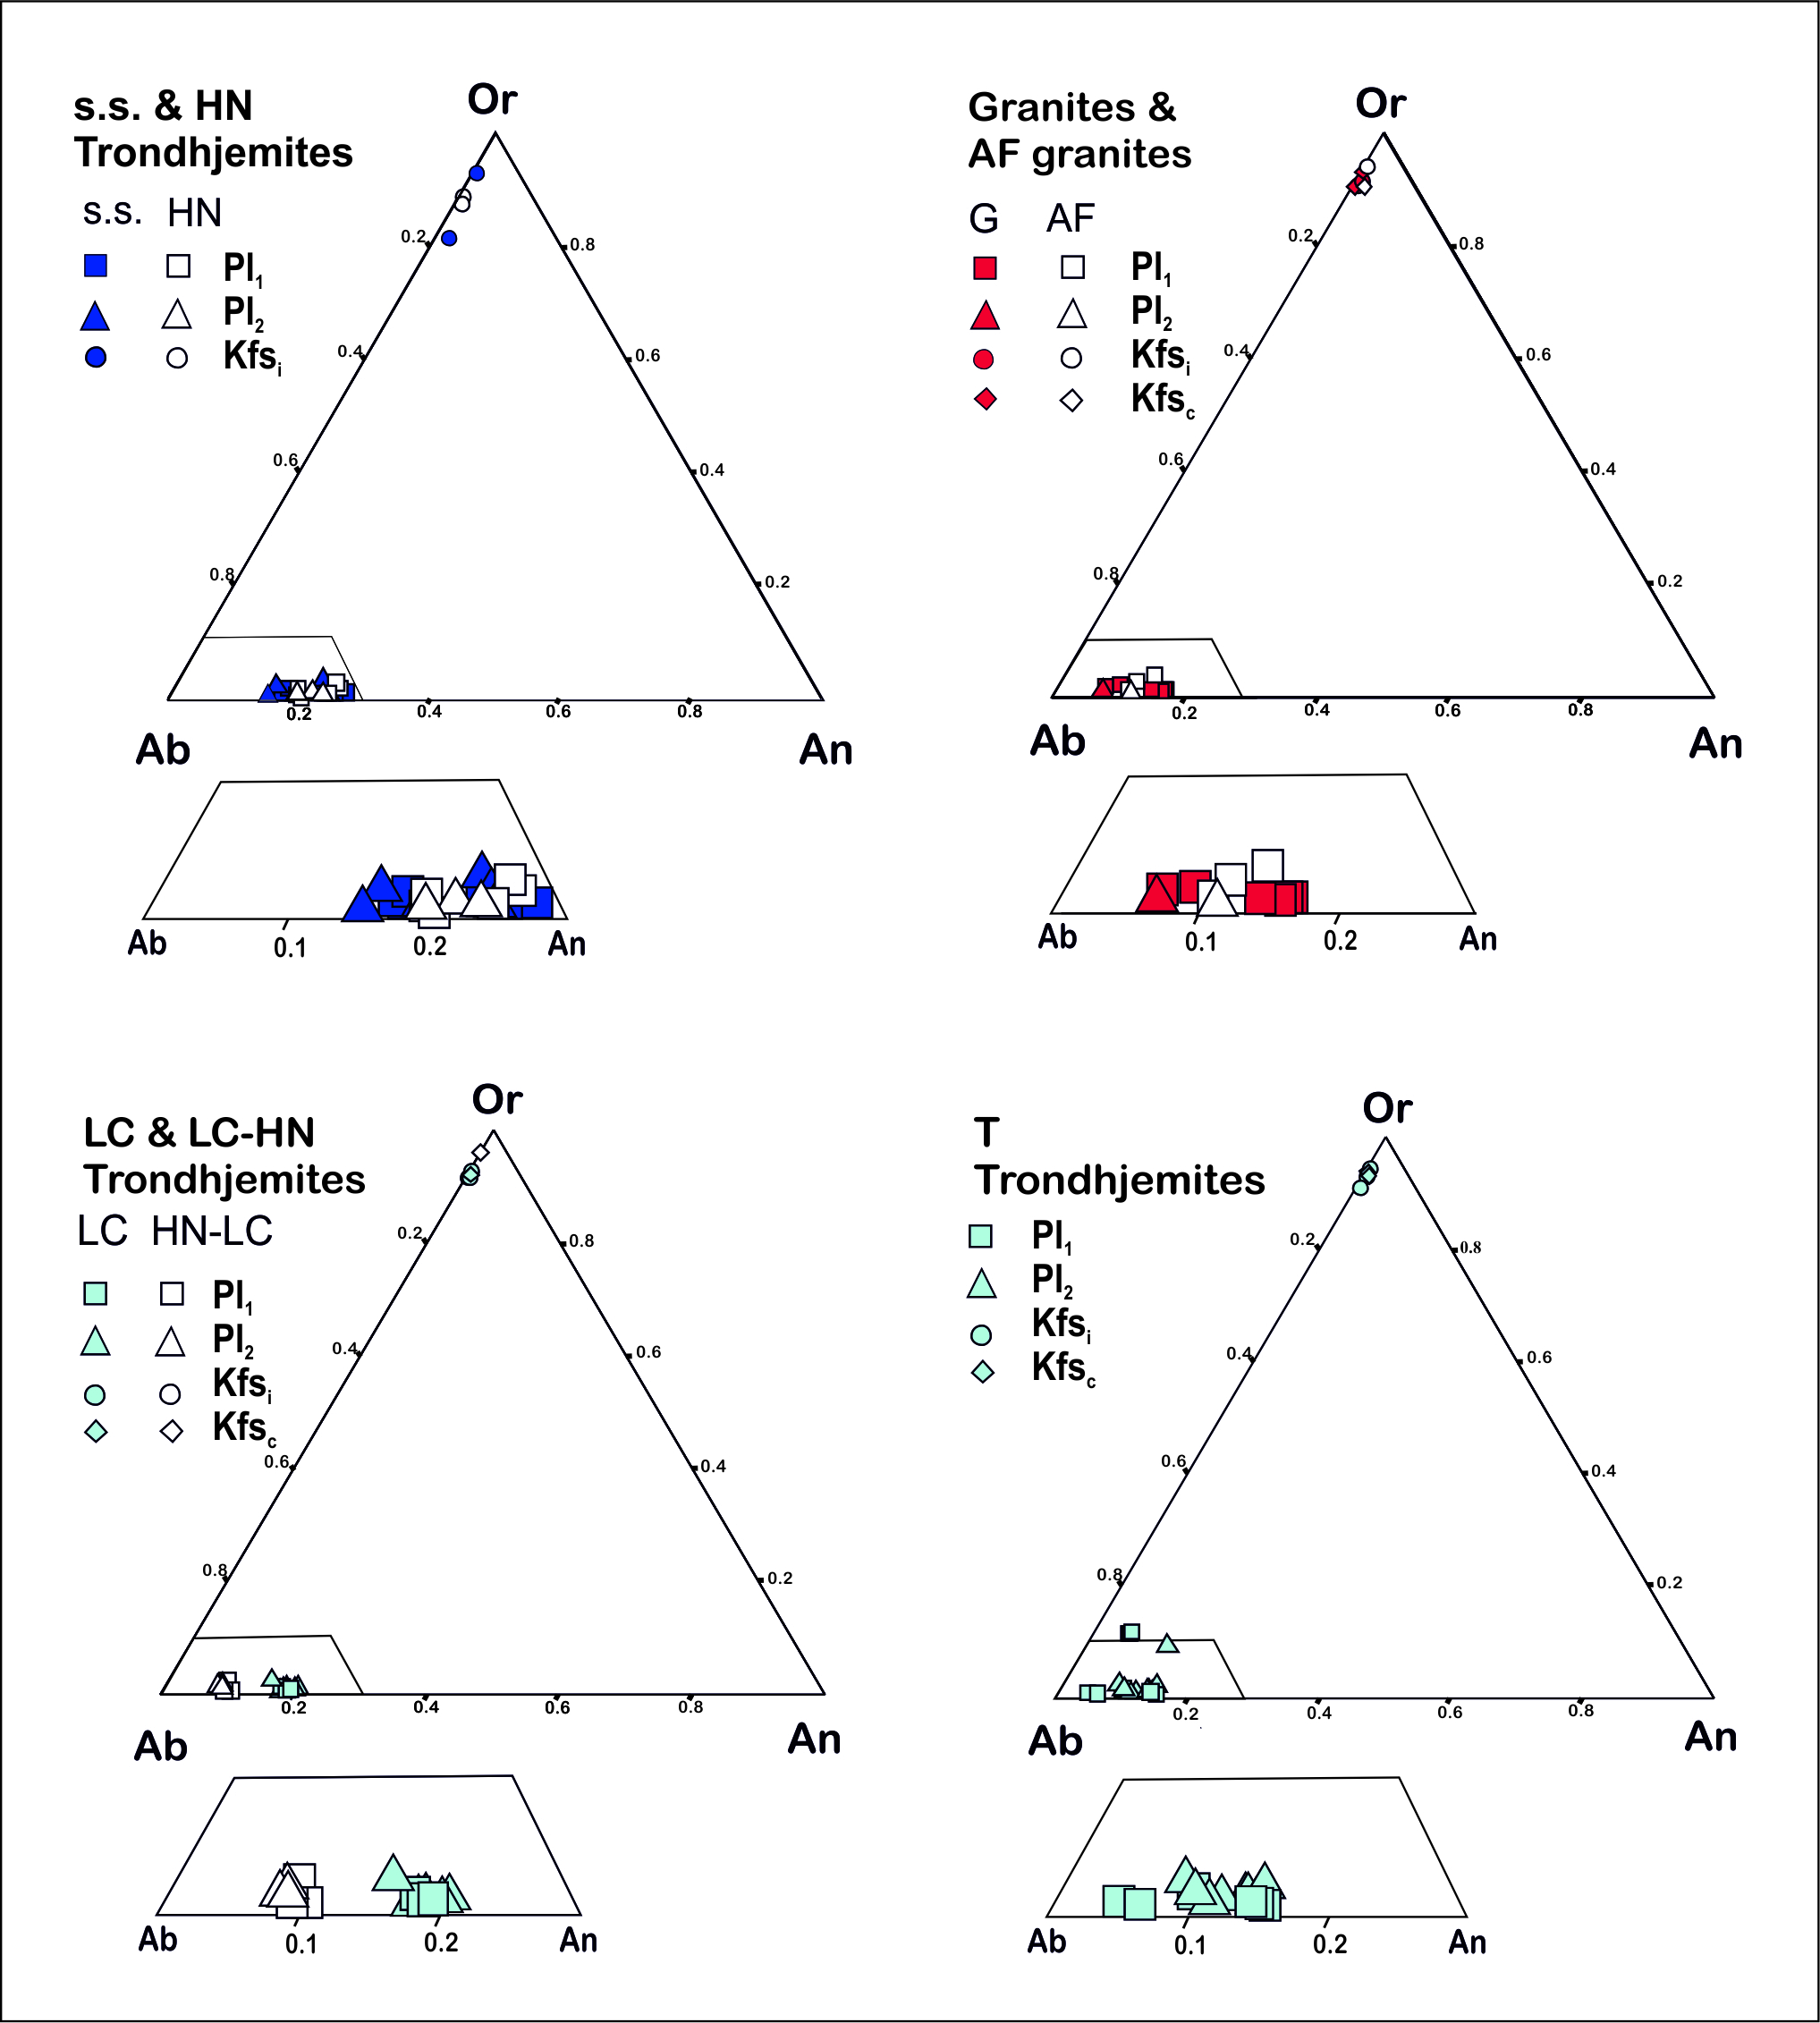 s.s. & HN
Trondhjemites
s.s. HN
Pl1
Pl2
Kfsi
Or
0.2
0.8
0.4
0.6
0.6
0.4
0.8
0.2
0.2
0.4
0.6
0.8
Ab
An
Ab
0.1
0.2
An
Granites &
AF granites
G AF
Pl1
Pl2
Kfsi
Kfsc
Or
0.2
0.8
0.4
0.6
0.6
0.4
0.8
0.2
0.2
0.4
0.6
0.8
Ab
An
Ab
0.1
0.2
An
LC & LC-HN
Trondhjemites
LC HN-LC
Pl1
Pl2
Kfsi
Kfsc
Or
0.2
0.8
0.4
0.6
0.6
0.4
0.8
0.2
0.2
0.4
0.6
0.8
Ab
An
Ab
0.1
0.2
An
T
Trondhjemites
Pl1
Pl2
Kfsi
Kfsc
Or
0.2
0.8
0.4
0.6
0.6
0.4
0.8
0.2
0.2
0.4
0.6
0.8
Ab
An
Ab
0.1
0.2
An